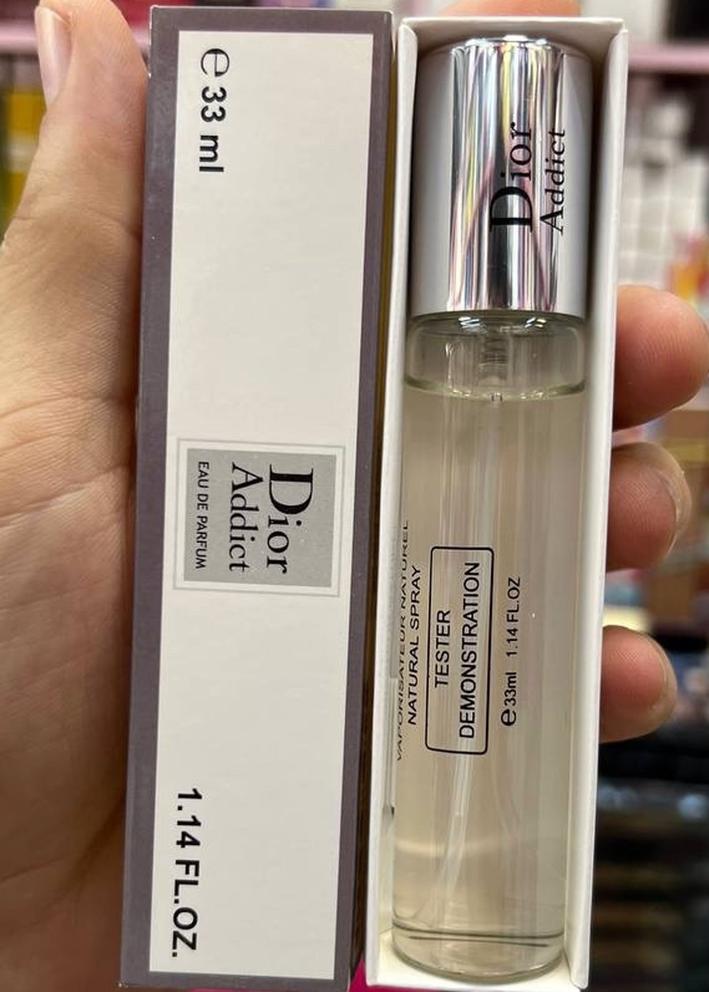 e 33 ml
Dior
Addict
EAU DE PARFUM
1.14 FL.OZ.
Dior
Addict
VAPORISATEUR NATUREL
NATURAL SPRAY
TESTER
DEMONSTRATION
e 33ml 1.14 FL.OZ